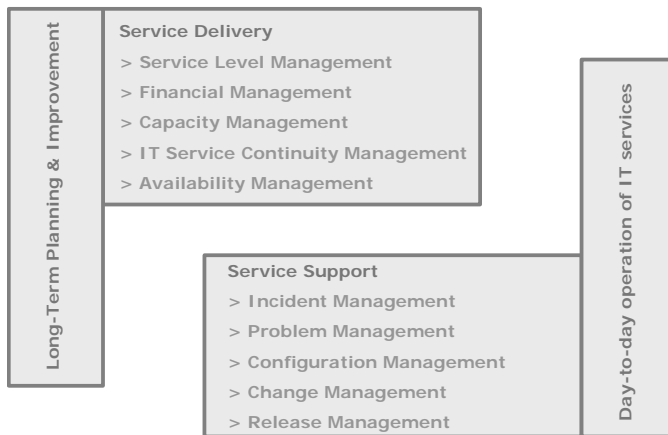 Long-Term Planning & Improvement
Service Delivery
> Service Level Management
> Financial Management
> Capacity Management
> IT Service Continuity Management
> Availability Management
Day-to-day operation of IT services
Service Support
> Incident Management
> Problem Management
> Configuration Management
> Change Management
> Release Management